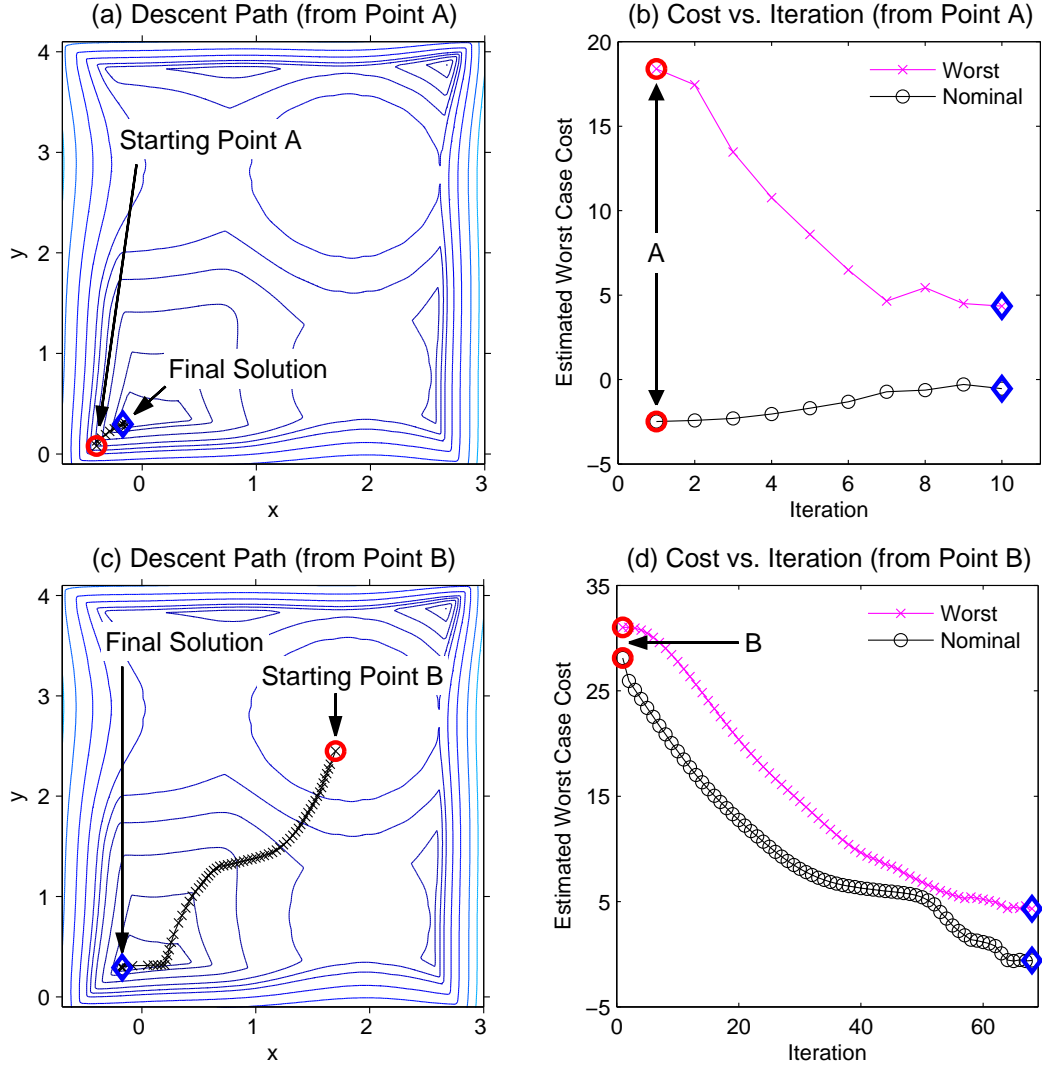 (a) Descent Path (from Point A)
4
3
2
1
0
y
0
1
2
3
x
Starting Point A
Final Solution
(b) Cost vs. Iteration (from Point A)
20
15
10
5
0
−5
Estimated Worst Case Cost
0
2
4
6
8
10
Iteration
Worst
Nominal
A
(c) Descent Path (from Point B)
4
3
2
1
0
y
0
1
2
3
x
Final Solution
Starting Point B
(d) Cost vs. Iteration (from Point B)
35
25
15
5
−5
Estimated Worst Case Cost
0
20
40
60
Iteration
Worst
Nominal
B